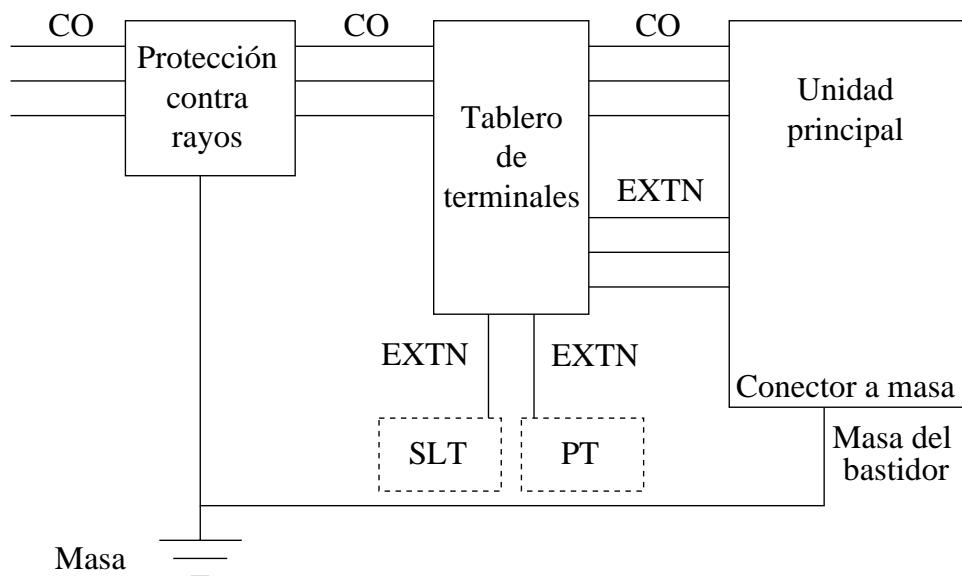 CO
CO
CO
Protección
contra
rayos
Tablero
de
terminales
Unidad
principal
EXTN
EXTN
EXTN
SLT
PT
Conector a masa
Masa del
bastidor
Masa